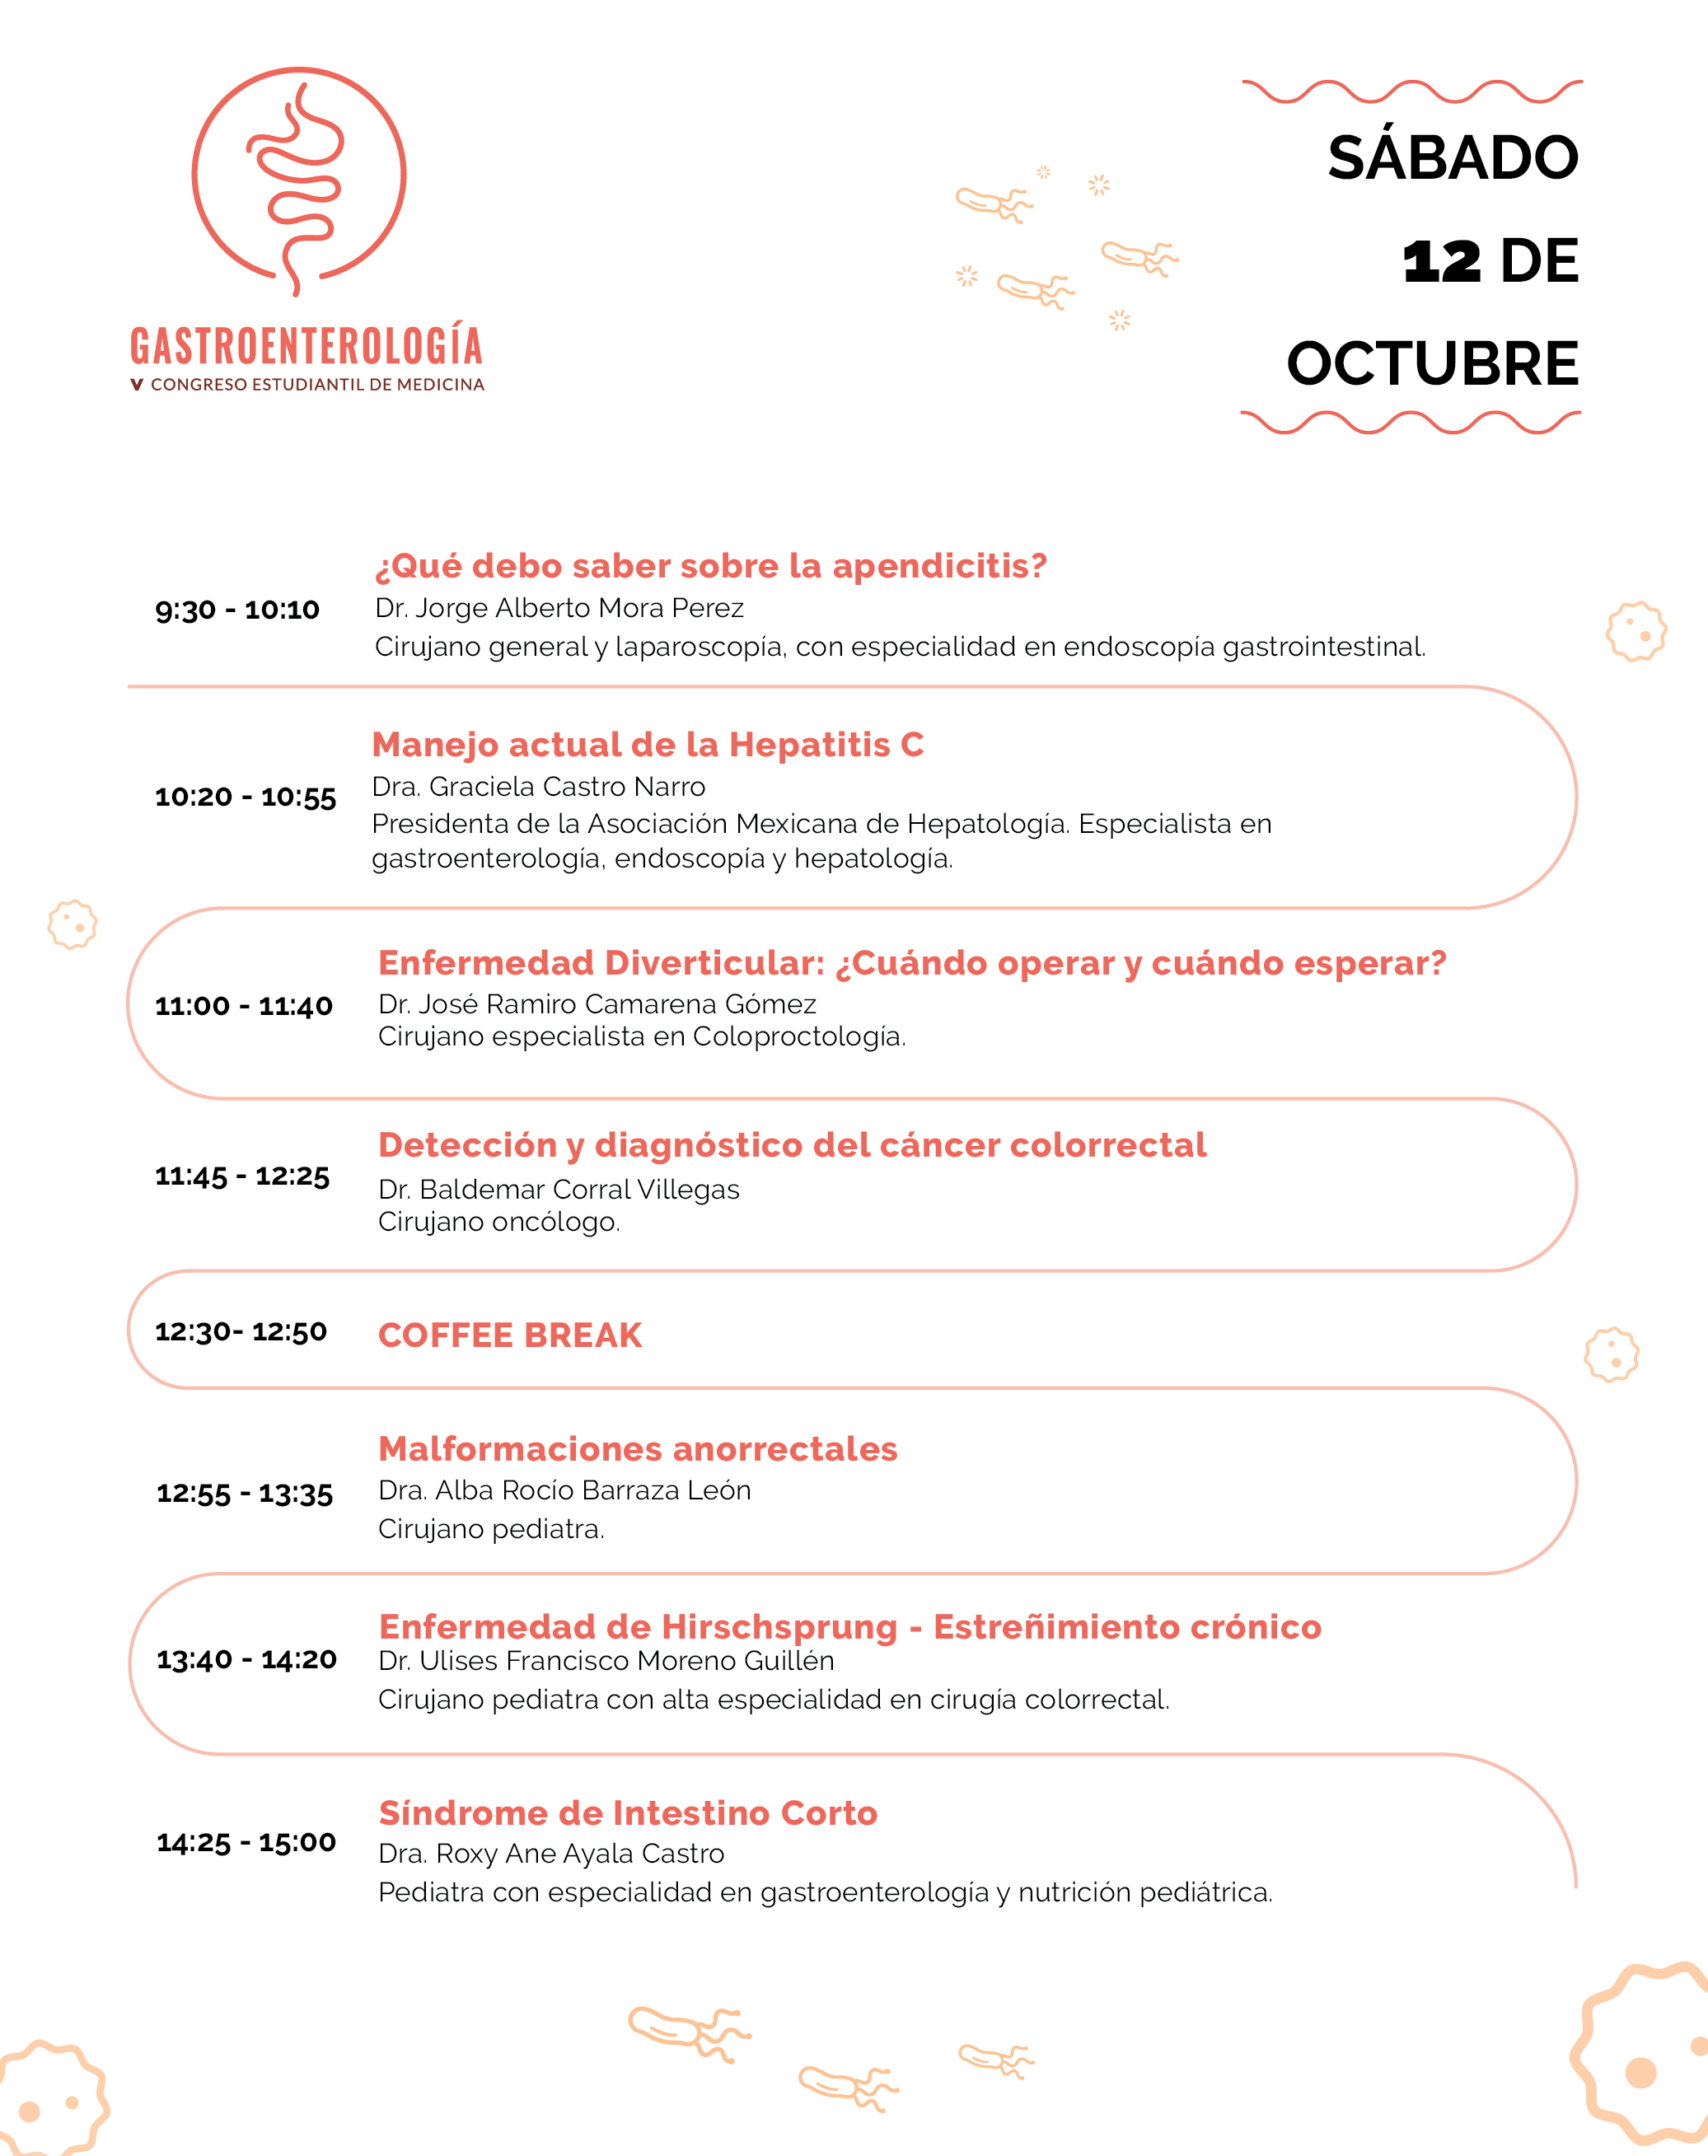 GASTROENTEROLOGÍA
V CONGRESO ESTUDIANTIL DE MEDICINA
SÁBADO
12 DE
OCTUBRE
¿Qué debo saber sobre la apendicitis?
9:30 - 10:10
Dr. Jorge Alberto Mora Perez
Cirujano general y laparoscopía, con especialidad en endoscopía gastrointestinal.
Manejo actual de la Hepatitis C
10:20 - 10:55
Dra. Graciela Castro Narro
Presidenta de la Asociación Mexicana de Hepatología. Especialista en
gastroenterología, endoscopía y hepatología.
Enfermedad Diverticular: ¿Cuándo operar y cuándo esperar?
11:00 - 11:40
Dr. José Ramiro Camarena Gómez
Cirujano especialista en Coloproctología.
Detección y diagnóstico del cáncer colorrectal
11:45 - 12:25
Dr. Baldemar Corral Villegas
Cirujano oncólogo.
12:30- 12:50
COFFEE BREAK
Malformaciones anorrectales
12:55 - 13:35
Dra. Alba Rocío Barraza León
Cirujano pediatra.
Enfermedad de Hirschsprung - Estreñimiento crónico
13:40 - 14:20
Dr. Ulises Francisco Moreno Guillén
Cirujano pediatra con alta especialidad en cirugía colorrectal.
Síndrome de Intestino Corto
14:25 - 15:00
Dra. Roxy Ane Ayala Castro
Pediatra con especialidad en gastroenterología y nutrición pediátrica.